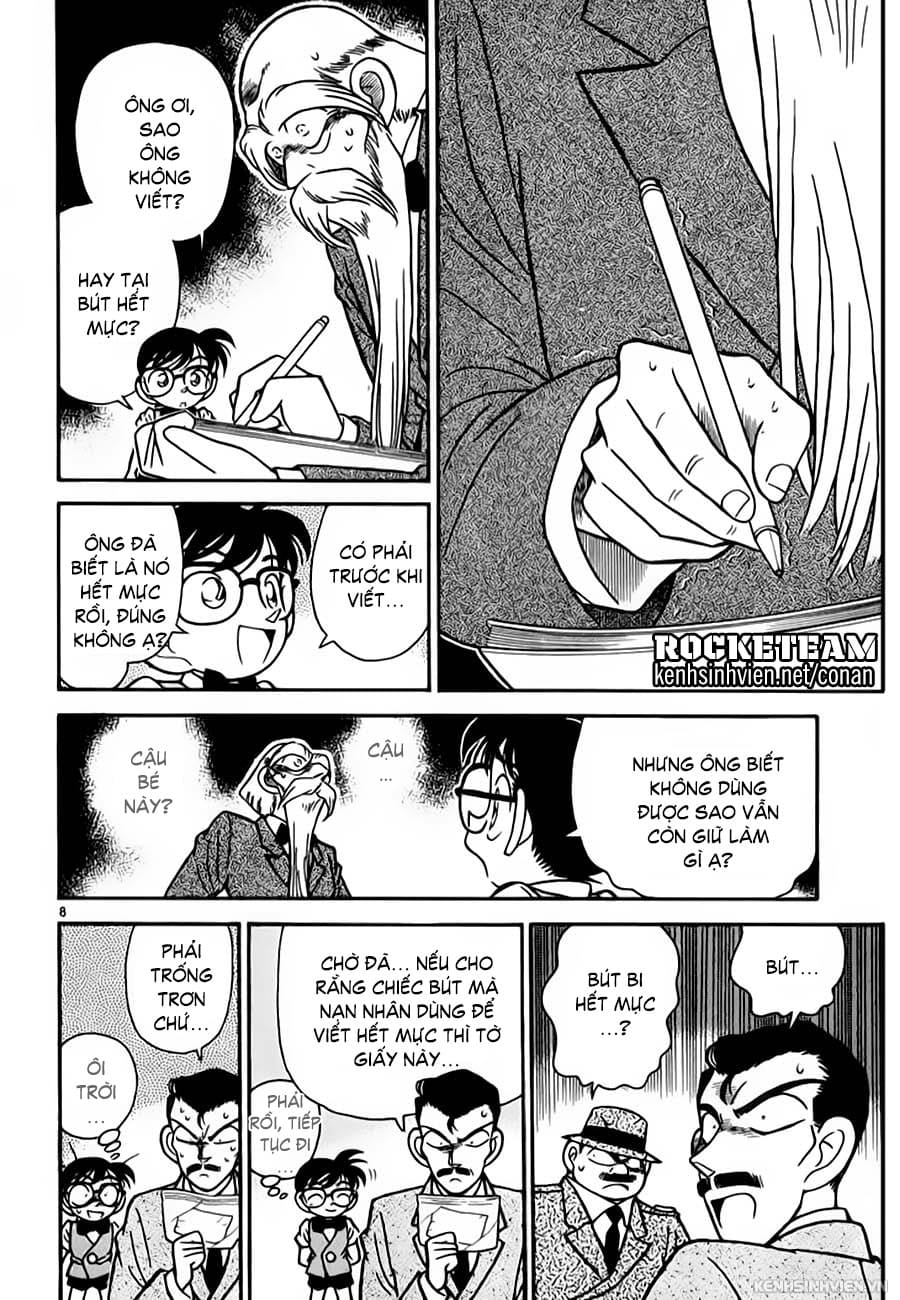 ÔNG ƠI,
SAO
ÔNG
KHÔNG
VIẾT?
HAY TẠI
BÚT HẾT
MỰC?
CÓ PHẢI
TRƯỚC KHI
VIẾT...
ÔNG ĐÃ
BIẾT LÀ NÓ
HẾT MỰC
RỒI, ĐÚNG
KHÔNG Ạ?
ROCKETEAM
kenhsinhvien.net/conan
NHƯNG ÔNG BIẾT
KHÔNG DÙNG
ĐƯỢC SAO VẪN
CÒN GIỮ LÀM
GÌ Ạ?
CẬU
...
CẬU
BÉ
NÀY?
8
BÚT...
BÚT BI
HẾT MỰC
...?
CHỜ ĐÃ... NẾU CHO
RẰNG CHIẾC BÚT MÀ
NẠN NHÂN DÙNG ĐỂ
VIẾT HẾT MỰC THÌ TỜ
GIẤY NÀY...
PHẢI
RỒI, TIẾP
TỤC ĐI
...
PHẢI
TRỐNG
TRƠN
CHỨ...
ÔI
TRỜI
...
KENHSINHVIEN.VN